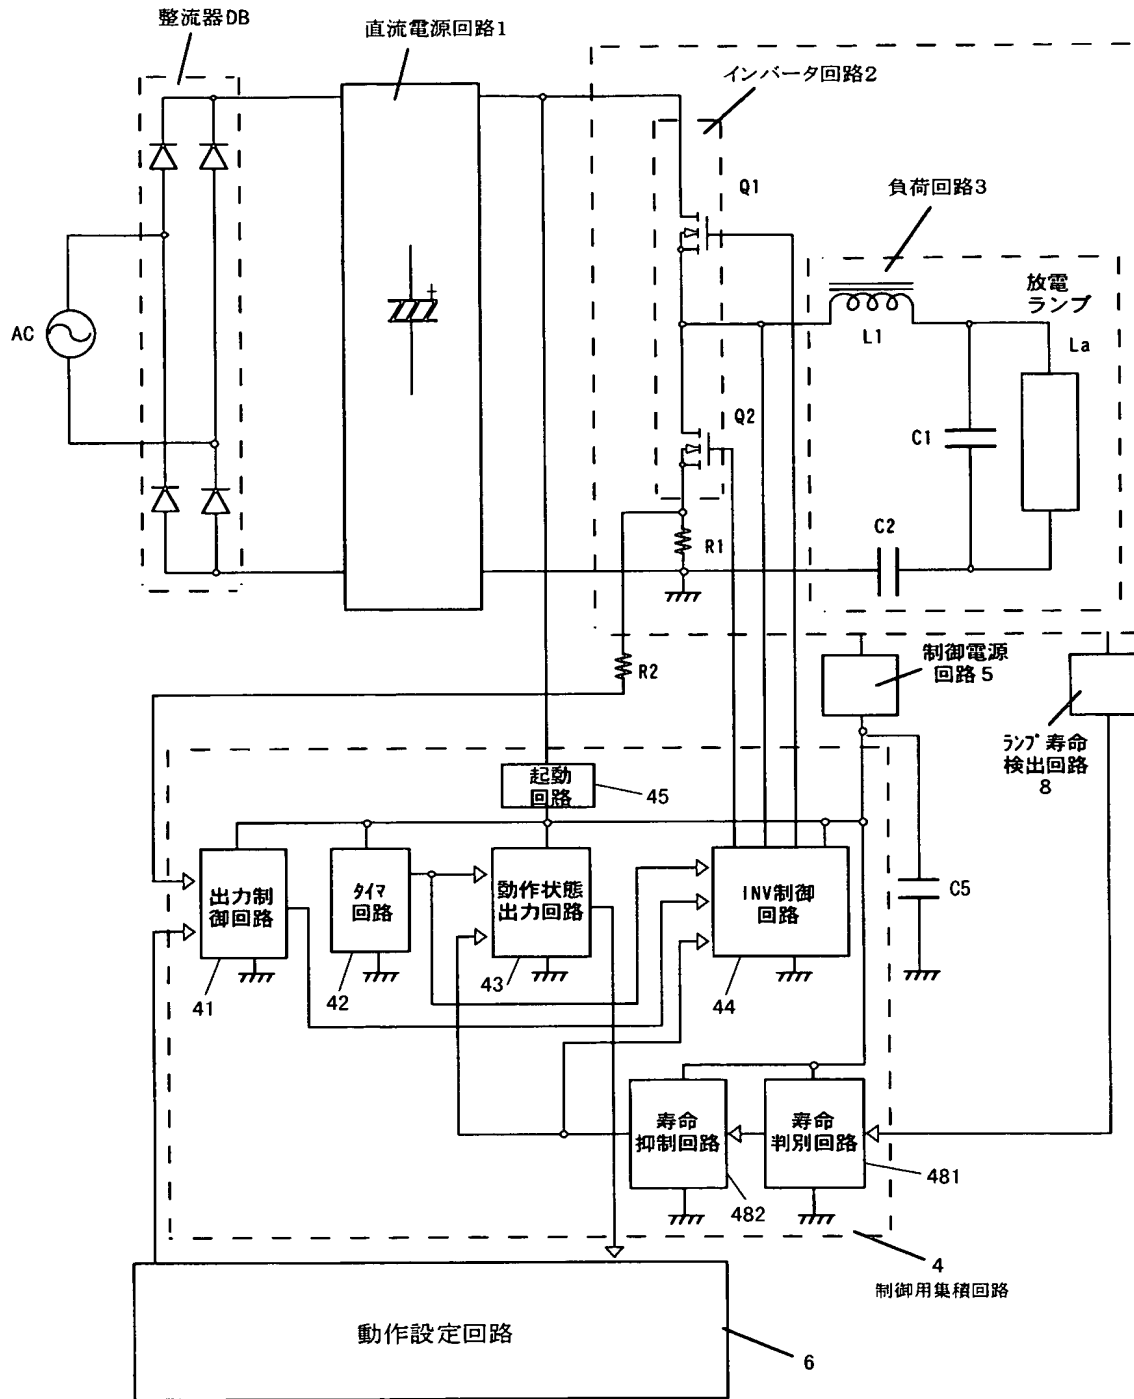 整流器DB
直流電源回路1
インバータ回路2
Q1
負荷回路3
放電
ランプ
La
AC
L1
Q2
C1
C2
R1
R2
制御電源
回路5
ランプ寿命
検出回路
8
起動
回路
45
出力制
御回路
タイマ
回路
動作状態
出力回路
INV制御
回路
C5
41
42
43
44
寿命
抑制回路
寿命
判別回路
481
482
4
制御用集積回路
動作設定回路
6